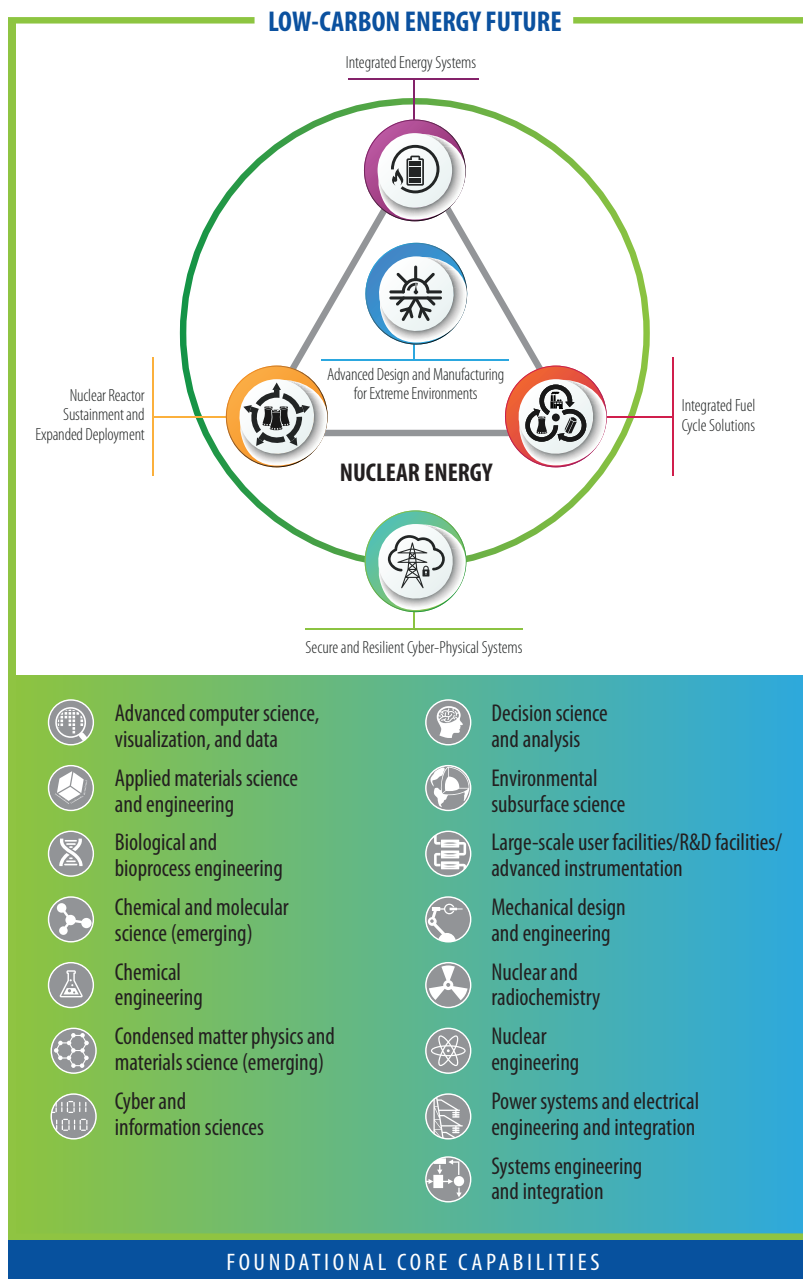 LOW-CARBON ENERGY FUTURE
Integrated Energy Systems
Advanced Design and Manufacturing
for Extreme Environments
Nuclear Reactor
Sustainment and
Expanded Deployment
Integrated Fuel
Cycle Solutions
NUCLEAR ENERGY
Secure and Resilient Cyber-Physical Systems
Advanced computer science,
visualization, and data
Applied materials science
and engineering
Biological and
bioprocess engineering
Chemical and molecular
science (emerging)
Chemical
engineering
Condensed matter physics and
materials science (emerging)
01011
1010
Cyber and
information sciences
Decision science
and analysis
Environmental
subsurface science
Large-scale user facilities/R&D facilities/
advanced instrumentation
Mechanical design
and engineering
Nuclear and
radiochemistry
Nuclear
engineering
Power systems and electrical
engineering and integration
Systems engineering
and integration
FOUNDATIONAL CORE CAPABILITIES